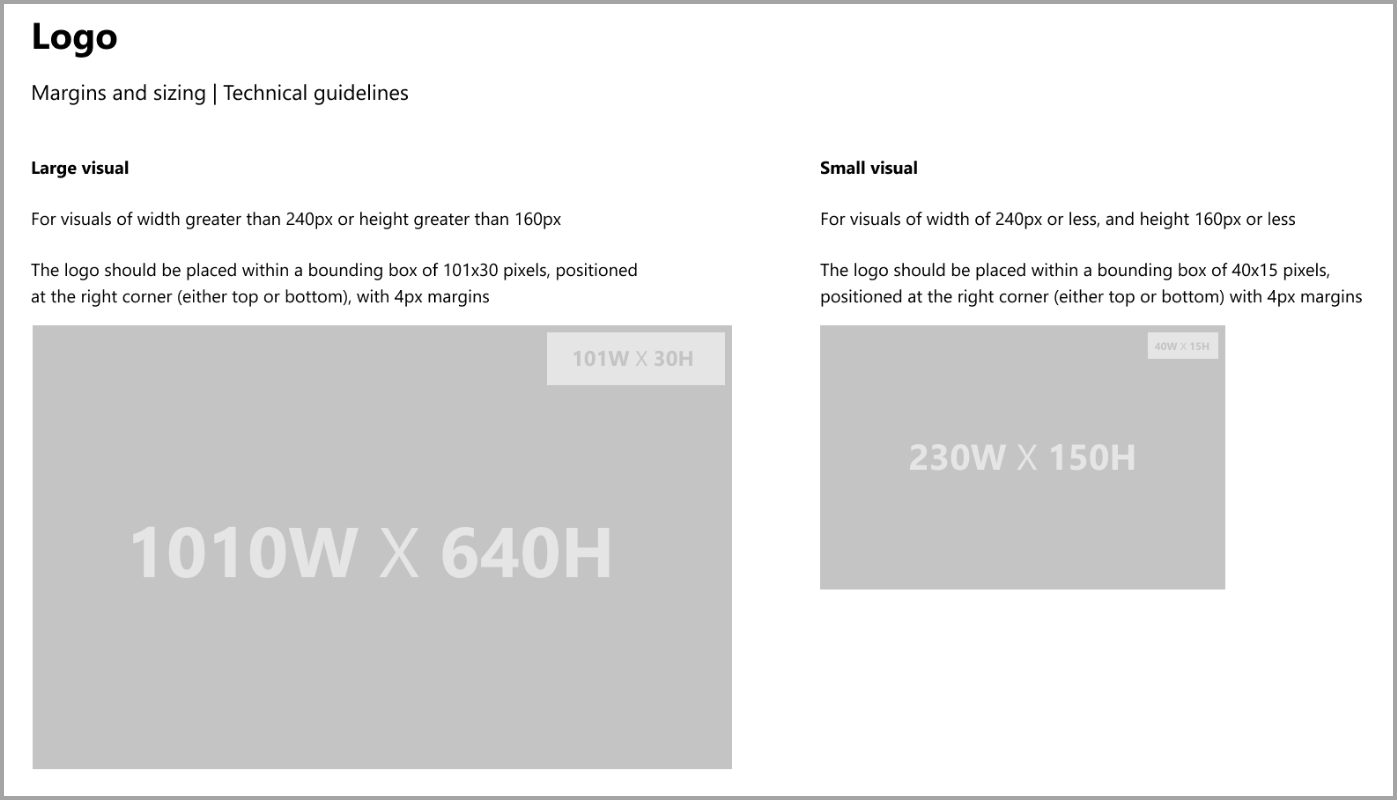 Logo
Margins and sizing | Technical guidelines
Large visual
For visuals of width greater than 240px or height greater than 160px
The logo should be placed within a bounding box of 101x30 pixels, positioned
at the right corner (either top or bottom), with 4px margins
101W X 30H
1010W X 640H
Small visual
For visuals of width of 240px or less, and height 160px or less
The logo should be placed within a bounding box of 40x15 pixels,
positioned at the right corner (either top or bottom) with 4px margins
40W X 15H
230W X 150H